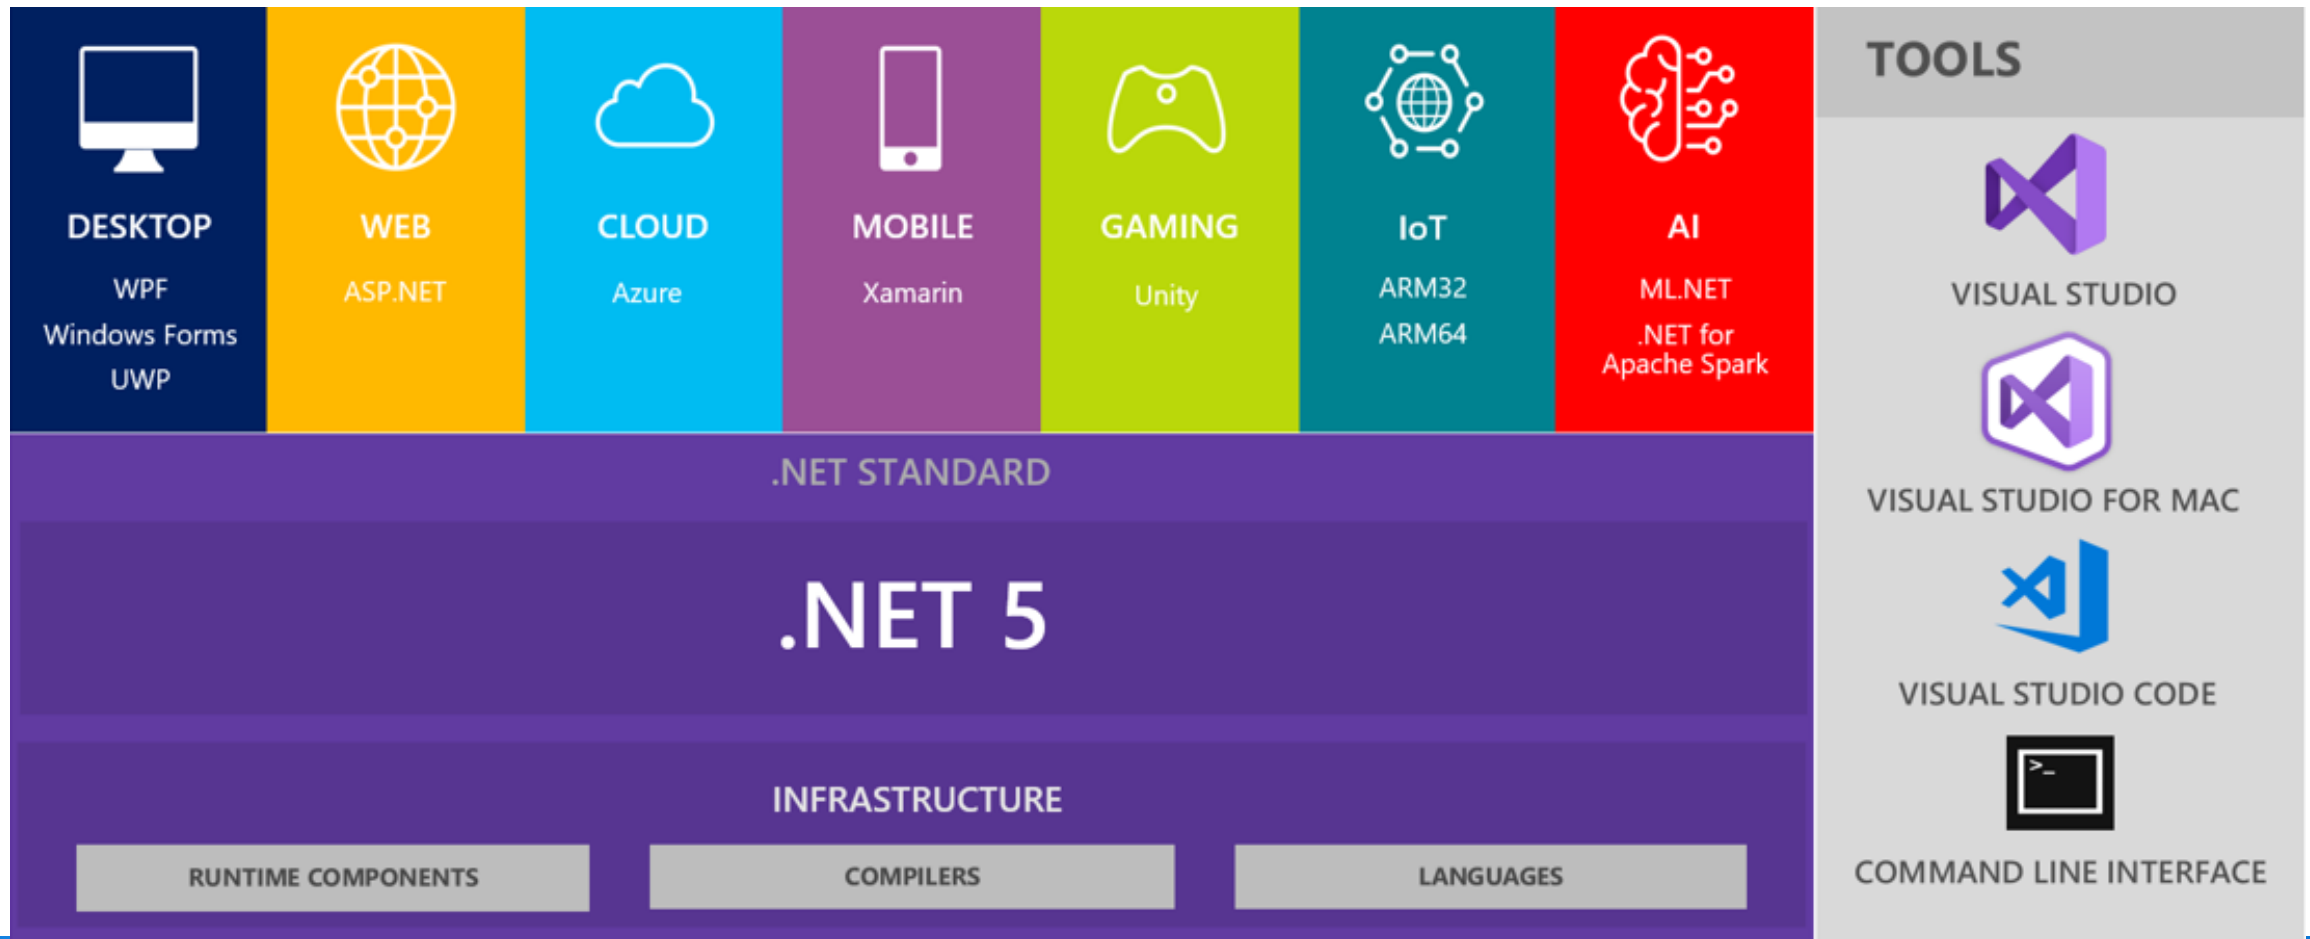 DESKTOP
WPF
Windows Forms
UWP
WEB
ASP.NET
CLOUD
Azure
MOBILE
Xamarin
GAMING
Unity
IoT
ARM32
ARM64
AI
ML.NET
.NET for
Apache Spark
.NET STANDARD
.NET 5
INFRASTRUCTURE
RUNTIME COMPONENTS
COMPILERS
LANGUAGES
TOOLS
VISUAL STUDIO
VISUAL STUDIO FOR MAC
VISUAL STUDIO CODE
>_
COMMAND LINE INTERFACE